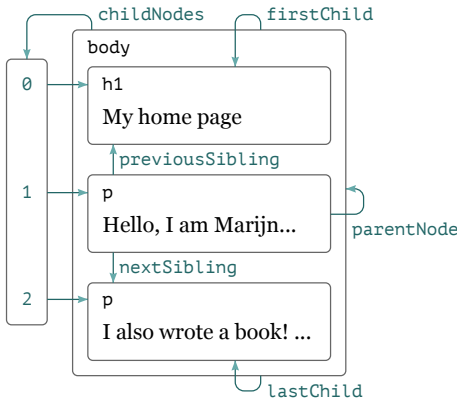 childNodes firstChild
body
0 h1
My home page
previousSibling
1 p
Hello, I am Marijn...
parentNode
nextSibling
2 p
I also wrote a book! ...
lastChild